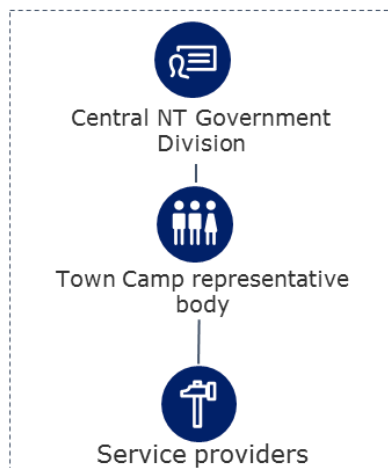 Central NT Government
Division
Town Camp representative
body
Service providers